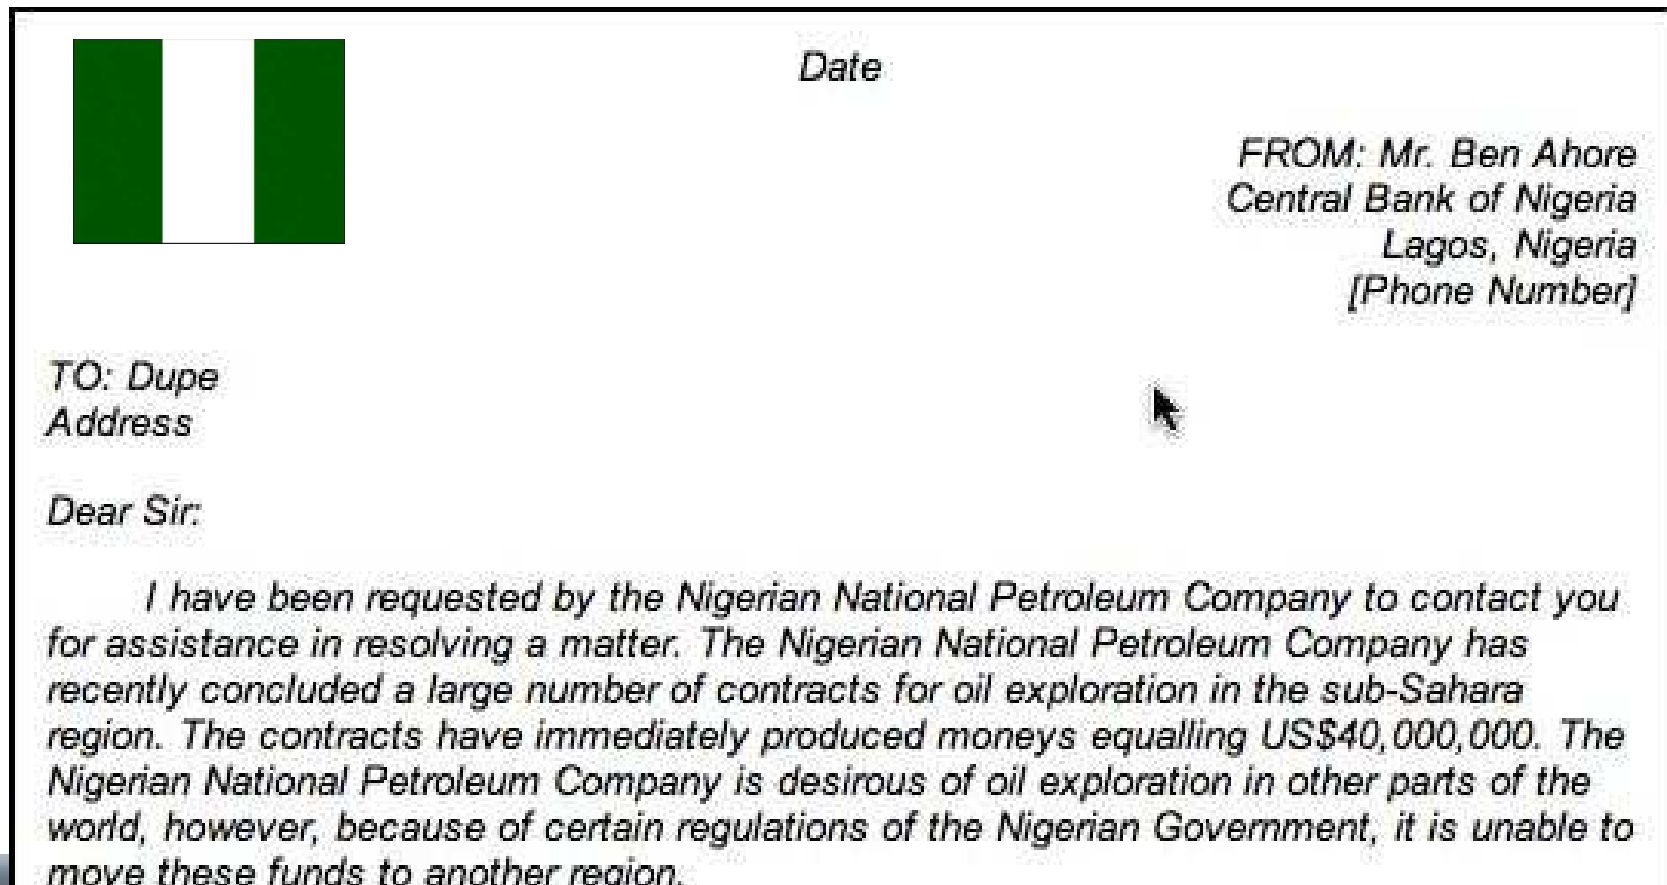 Date
FROM: Mr. Ben Ahore
Central Bank of Nigeria
Lagos, Nigeria
[Phone Number]
TO: Dupe
Address
Dear Sir:
I have been requested by the Nigerian National Petroleum Company to contact you
for assistance in resolving a matter. The Nigerian National Petroleum Company has
recently concluded a large number of contracts for oil exploration in the sub-Sahara
region. The contracts have immediately produced moneys equalling US$40,000,000. The
Nigerian National Petroleum Company is desirous of oil exploration in other parts of the
world, however, because of certain regulations of the Nigerian Government, it is unable to
move these funds to another region.